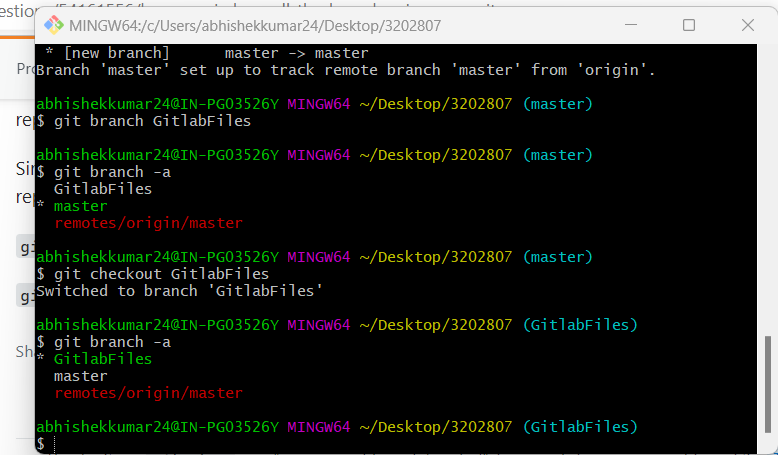 MINGW64:/c/Users/abhishekkumar24/Desktop/3202807
 * [new branch]      master -> master
Branch 'master' set up to track remote branch 'master' from 'origin'.
abhishekkumar24@IN-PG03526Y MINGW64 ~/Desktop/3202807 (master)
$ git branch GitlabFiles
abhishekkumar24@IN-PG03526Y MINGW64 ~/Desktop/3202807 (master)
$ git branch -a
  GitlabFiles
* master
  remotes/origin/master
abhishekkumar24@IN-PG03526Y MINGW64 ~/Desktop/3202807 (master)
$ git checkout GitlabFiles
Switched to branch 'GitlabFiles'
abhishekkumar24@IN-PG03526Y MINGW64 ~/Desktop/3202807 (GitlabFiles)
$ git branch -a
* GitlabFiles
  master
  remotes/origin/master
abhishekkumar24@IN-PG03526Y MINGW64 ~/Desktop/3202807 (GitlabFiles)
$